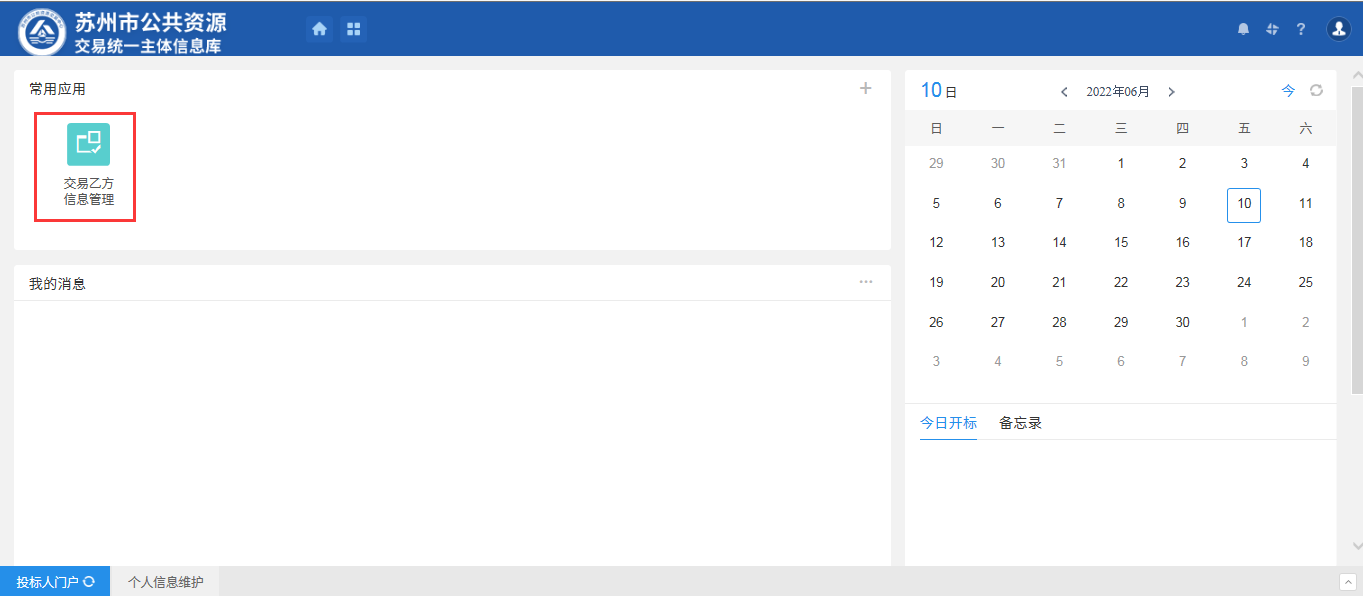 苏州市公共资源
交易统一主体信息库
?
常用应用
+
交易乙方
信息管理
我的消息
...
10日
< 2022年06月 >
今
日 一 二 三 四 五 六
29 30 31 1 2 3 4
5 6 7 8 9 10 11
12 13 14 15 16 17 18
19 20 21 22 23 24 25
26 27 28 29 30 1 2
3 4 5 6 7 8 9
今日开标 备忘录
投标人门户 个人信息维护